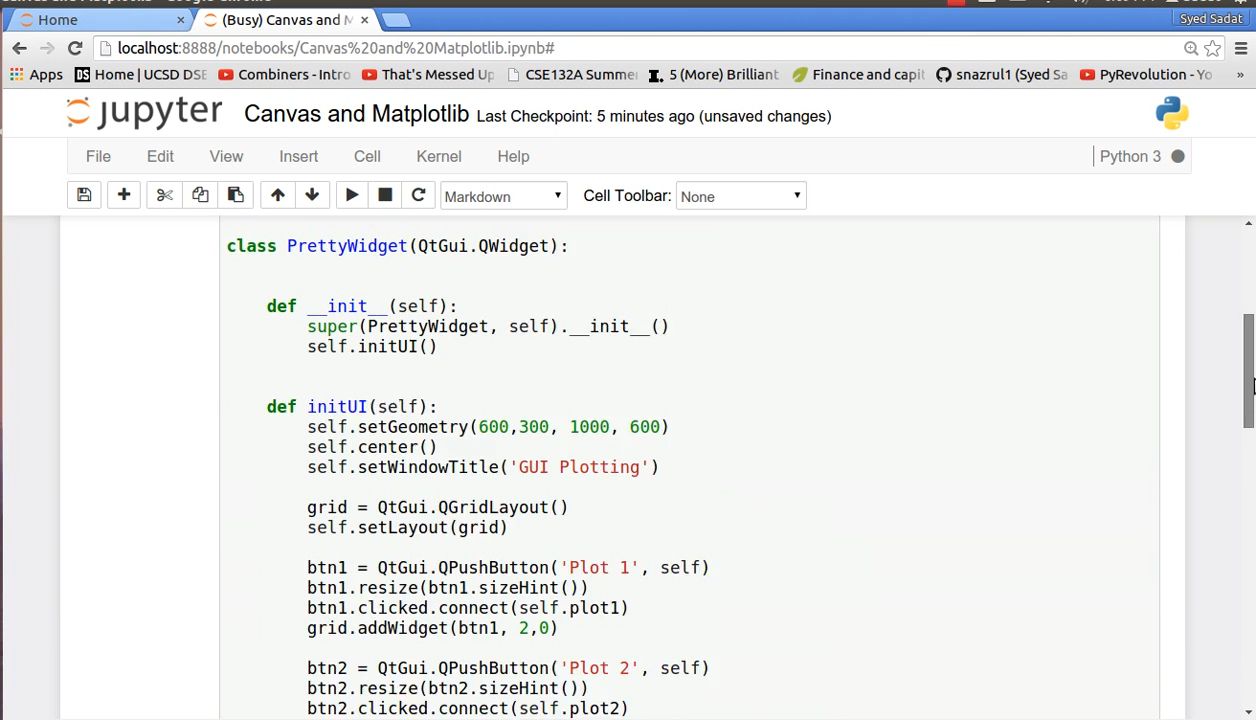 Home
(Busy) Canvas and M
Syed Sadat
localhost:8888/notebooks/Canvas%20and%20Matplotlib.ipynb#
Apps
DS Home | UCSD DSE
Combiners - Intro
That's Messed Up
CSE132A Summer
5 (More) Brilliant
Finance and capit
snazrul1 (Syed Sa
PyRevolution - Yo
»
jupyter
Canvas and Matplotlib Last Checkpoint: 5 minutes ago (unsaved changes)
File Edit View Insert Cell Kernel Help
Python 3
Markdown
Cell Toolbar: None
class PrettyWidget(QtGui.QWidget):
def __init__(self):
super(PrettyWidget, self).__init__()
self.initUI()
def initUI(self):
self.setGeometry(600,300, 1000, 600)
self.center()
self.setWindowTitle('GUI Plotting')
grid = QtGui.QGridLayout()
self.setLayout(grid)
btn1 = QtGui.QPushButton('Plot 1', self)
btn1.resize(btn1.sizeHint())
btn1.clicked.connect(self.plot1)
grid.addWidget(btn1, 2,0)
btn2 = QtGui.QPushButton('Plot 2', self)
btn2.resize(btn2.sizeHint())
btn2.clicked.connect(self.plot2)